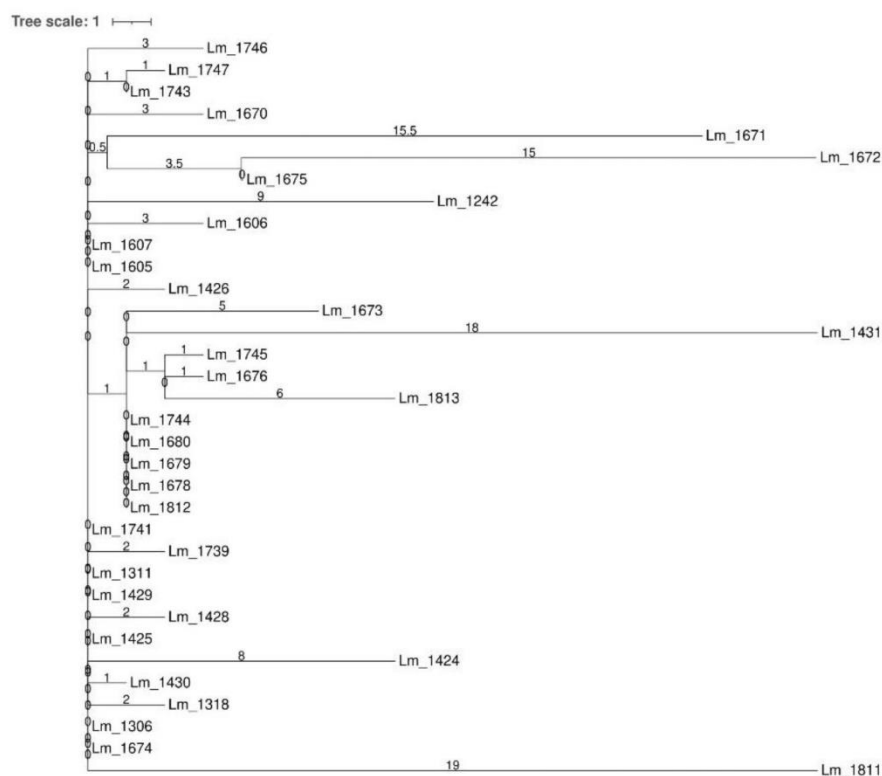 Tree scale: 1
3
Lm_1746
1
1
Lm_1747
0
Lm_1743
3
Lm_1670
15.5
Lm_1671
0.5
15
Lm_1672
3.5
Lm_1675
9
Lm_1242
3
Lm_1606
Lm_1607
Lm_1605
2
Lm_1426
5
Lm_1673
18
Lm_1431
1
Lm_1745
1
1
Lm_1676
1
6
Lm_1813
Lm_1744
Lm_1680
Lm_1679
Lm_1678
Lm_1812
Lm_1741
2
Lm_1739
Lm_1311
Lm_1429
2
Lm_1428
Lm_1425
8
Lm_1424
1
Lm_1430
2
Lm_1318
Lm_1306
Lm_1674
19
Lm_1811